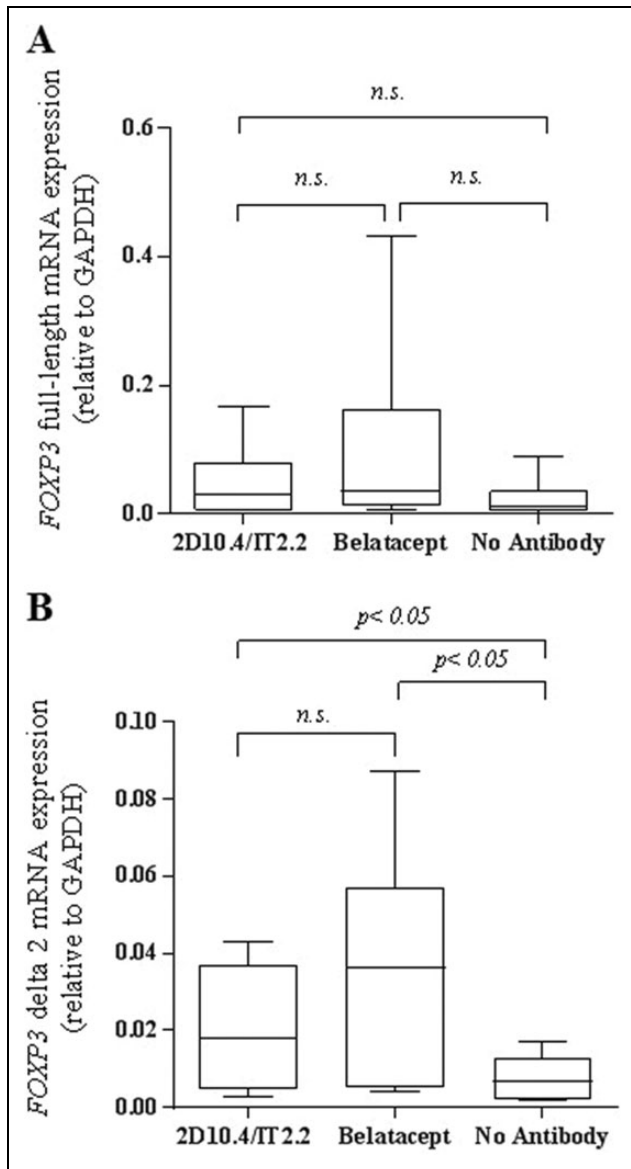 A
FOXP3 full-length mRNA expression
(relative to GAPDH)
n.s.
n.s.
n.s.
0.6
0.4
0.2
0.0
2D10.4/IT2.2 Belatacept No Antibody
B
FOXP3 delta 2 mRNA expression
(relative to GAPDH)
p< 0.05
p< 0.05
n.s.
0.10
0.08
0.06
0.04
0.02
0.00
2D10.4/IT2.2 Belatacept No Antibody